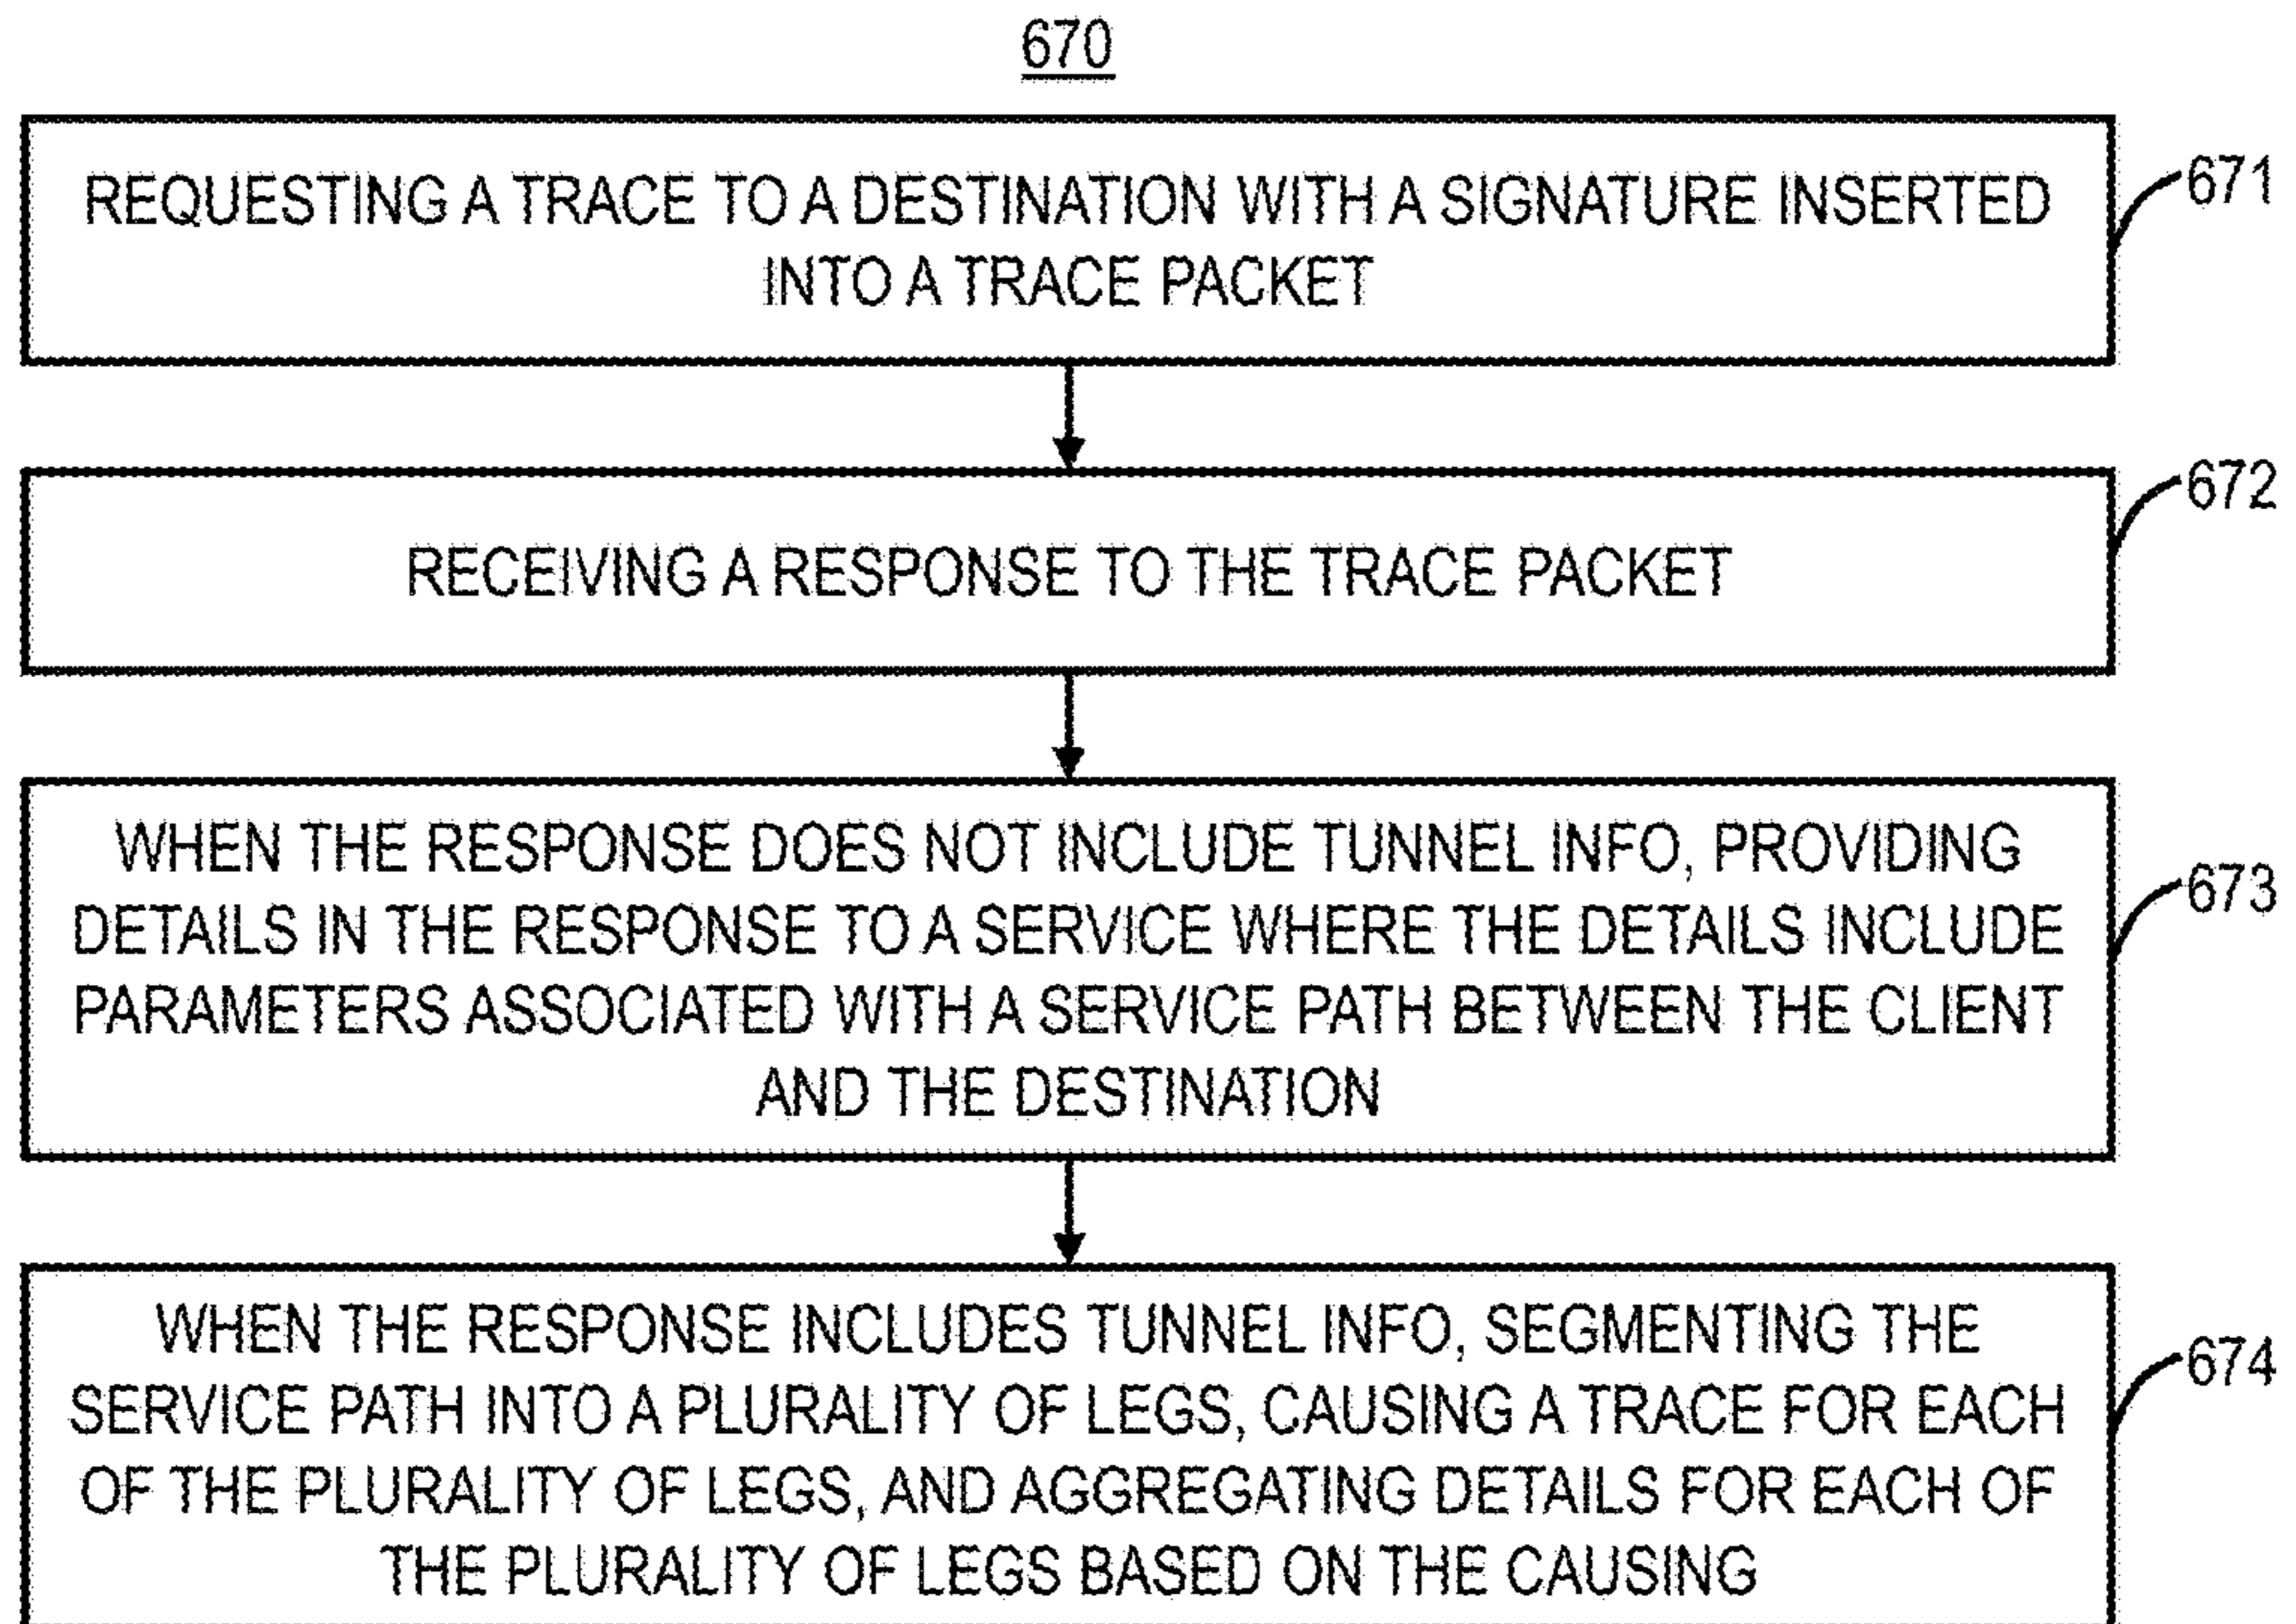 670
REQUESTING A TRACE TO A DESTINATION WITH A SIGNATURE INSERTED
INTO A TRACE PACKET
671
RECEIVING A RESPONSE TO THE TRACE PACKET
672
WHEN THE RESPONSE DOES NOT INCLUDE TUNNEL INFO, PROVIDING
DETAILS IN THE RESPONSE TO A SERVICE WHERE THE DETAILS INCLUDE
PARAMETERS ASSOCIATED WITH A SERVICE PATH BETWEEN THE CLIENT
AND THE DESTINATION
673
WHEN THE RESPONSE INCLUDES TUNNEL INFO, SEGMENTING THE
SERVICE PATH INTO A PLURALITY OF LEGS, CAUSING A TRACE FOR EACH
OF THE PLURALITY OF LEGS, AND AGGREGATING DETAILS FOR EACH OF
THE PLURALITY OF LEGS BASED ON THE CAUSING
674